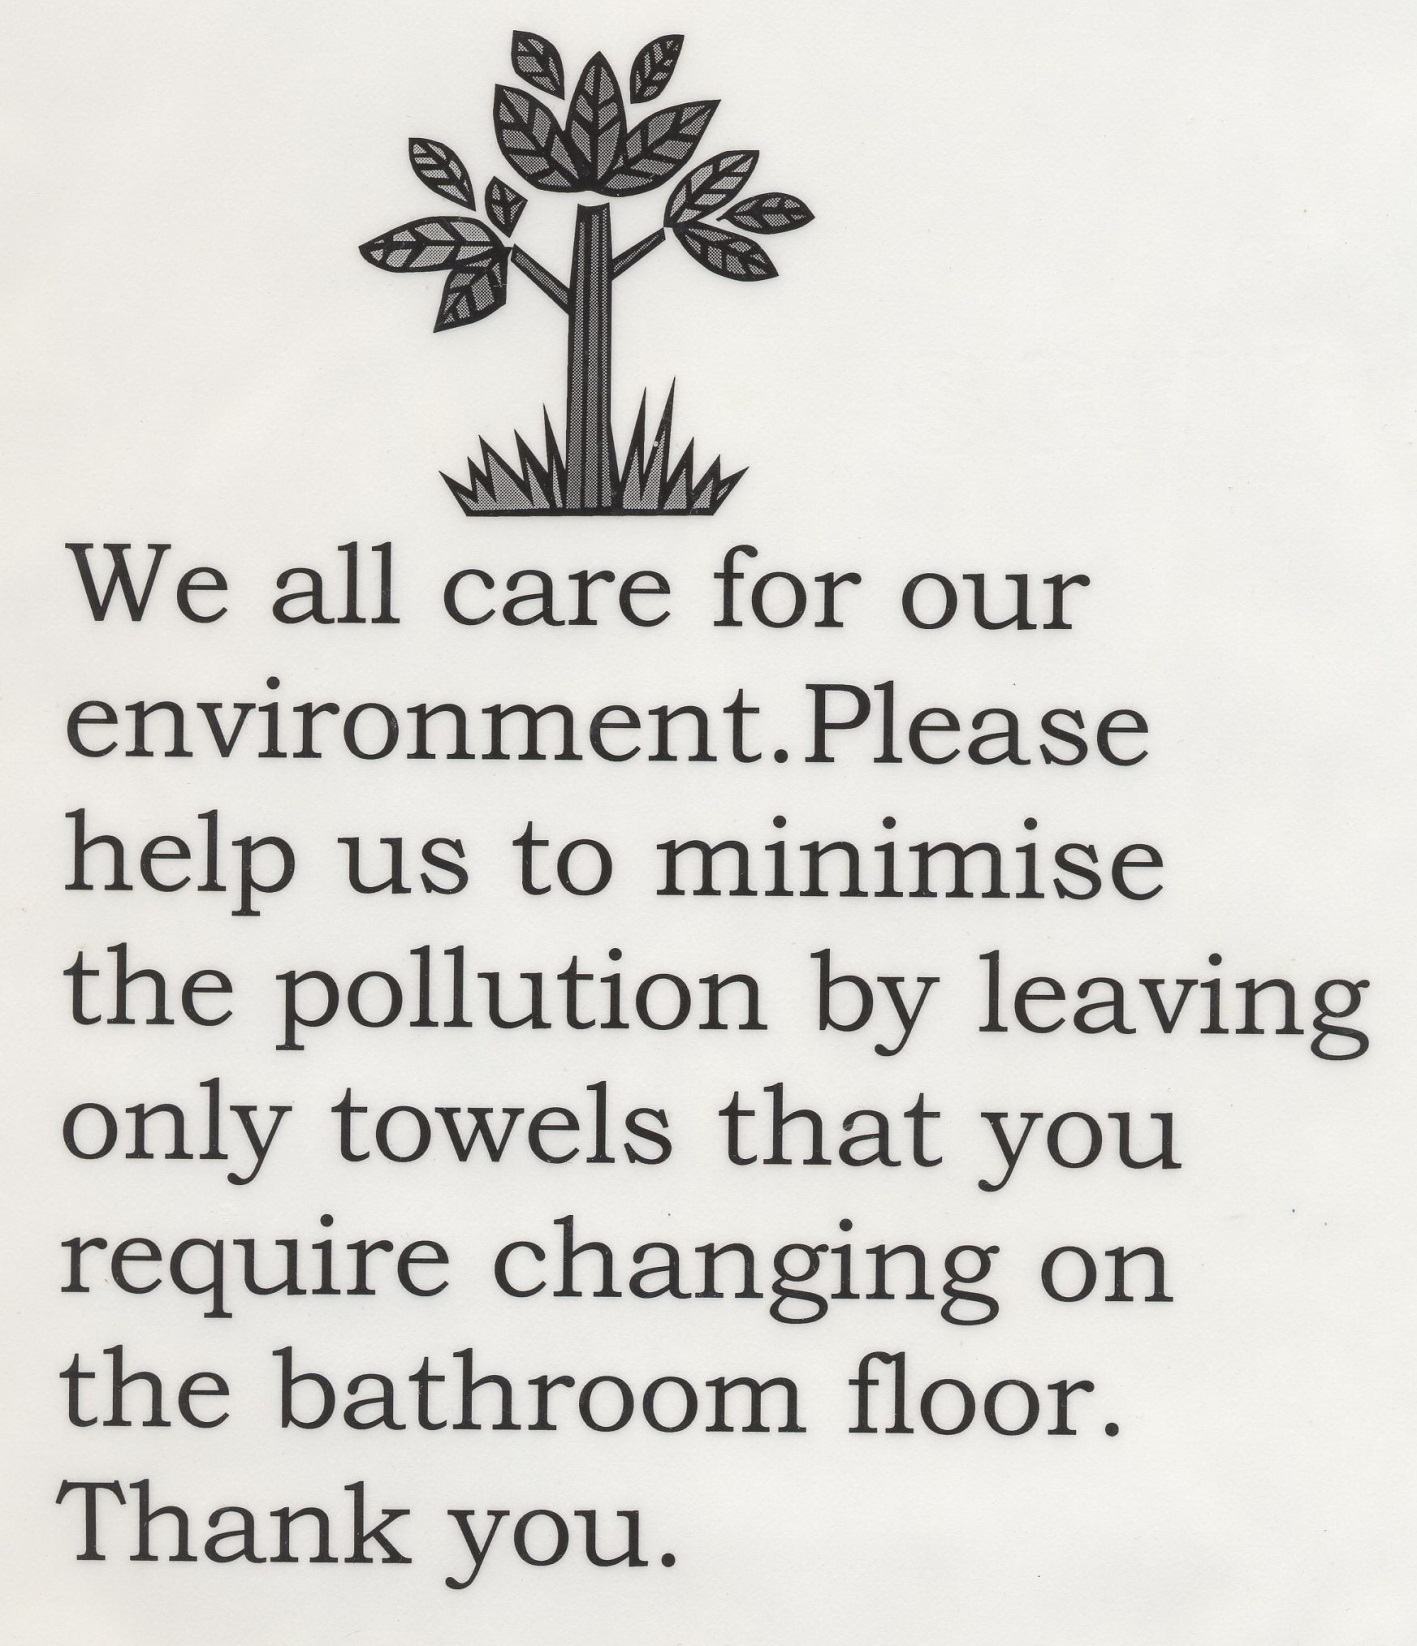 We all care for our
environment.Please
help us to minimise
the pollution by leaving
only towels that you
require changing on
the bathroom floor.
Thank you.